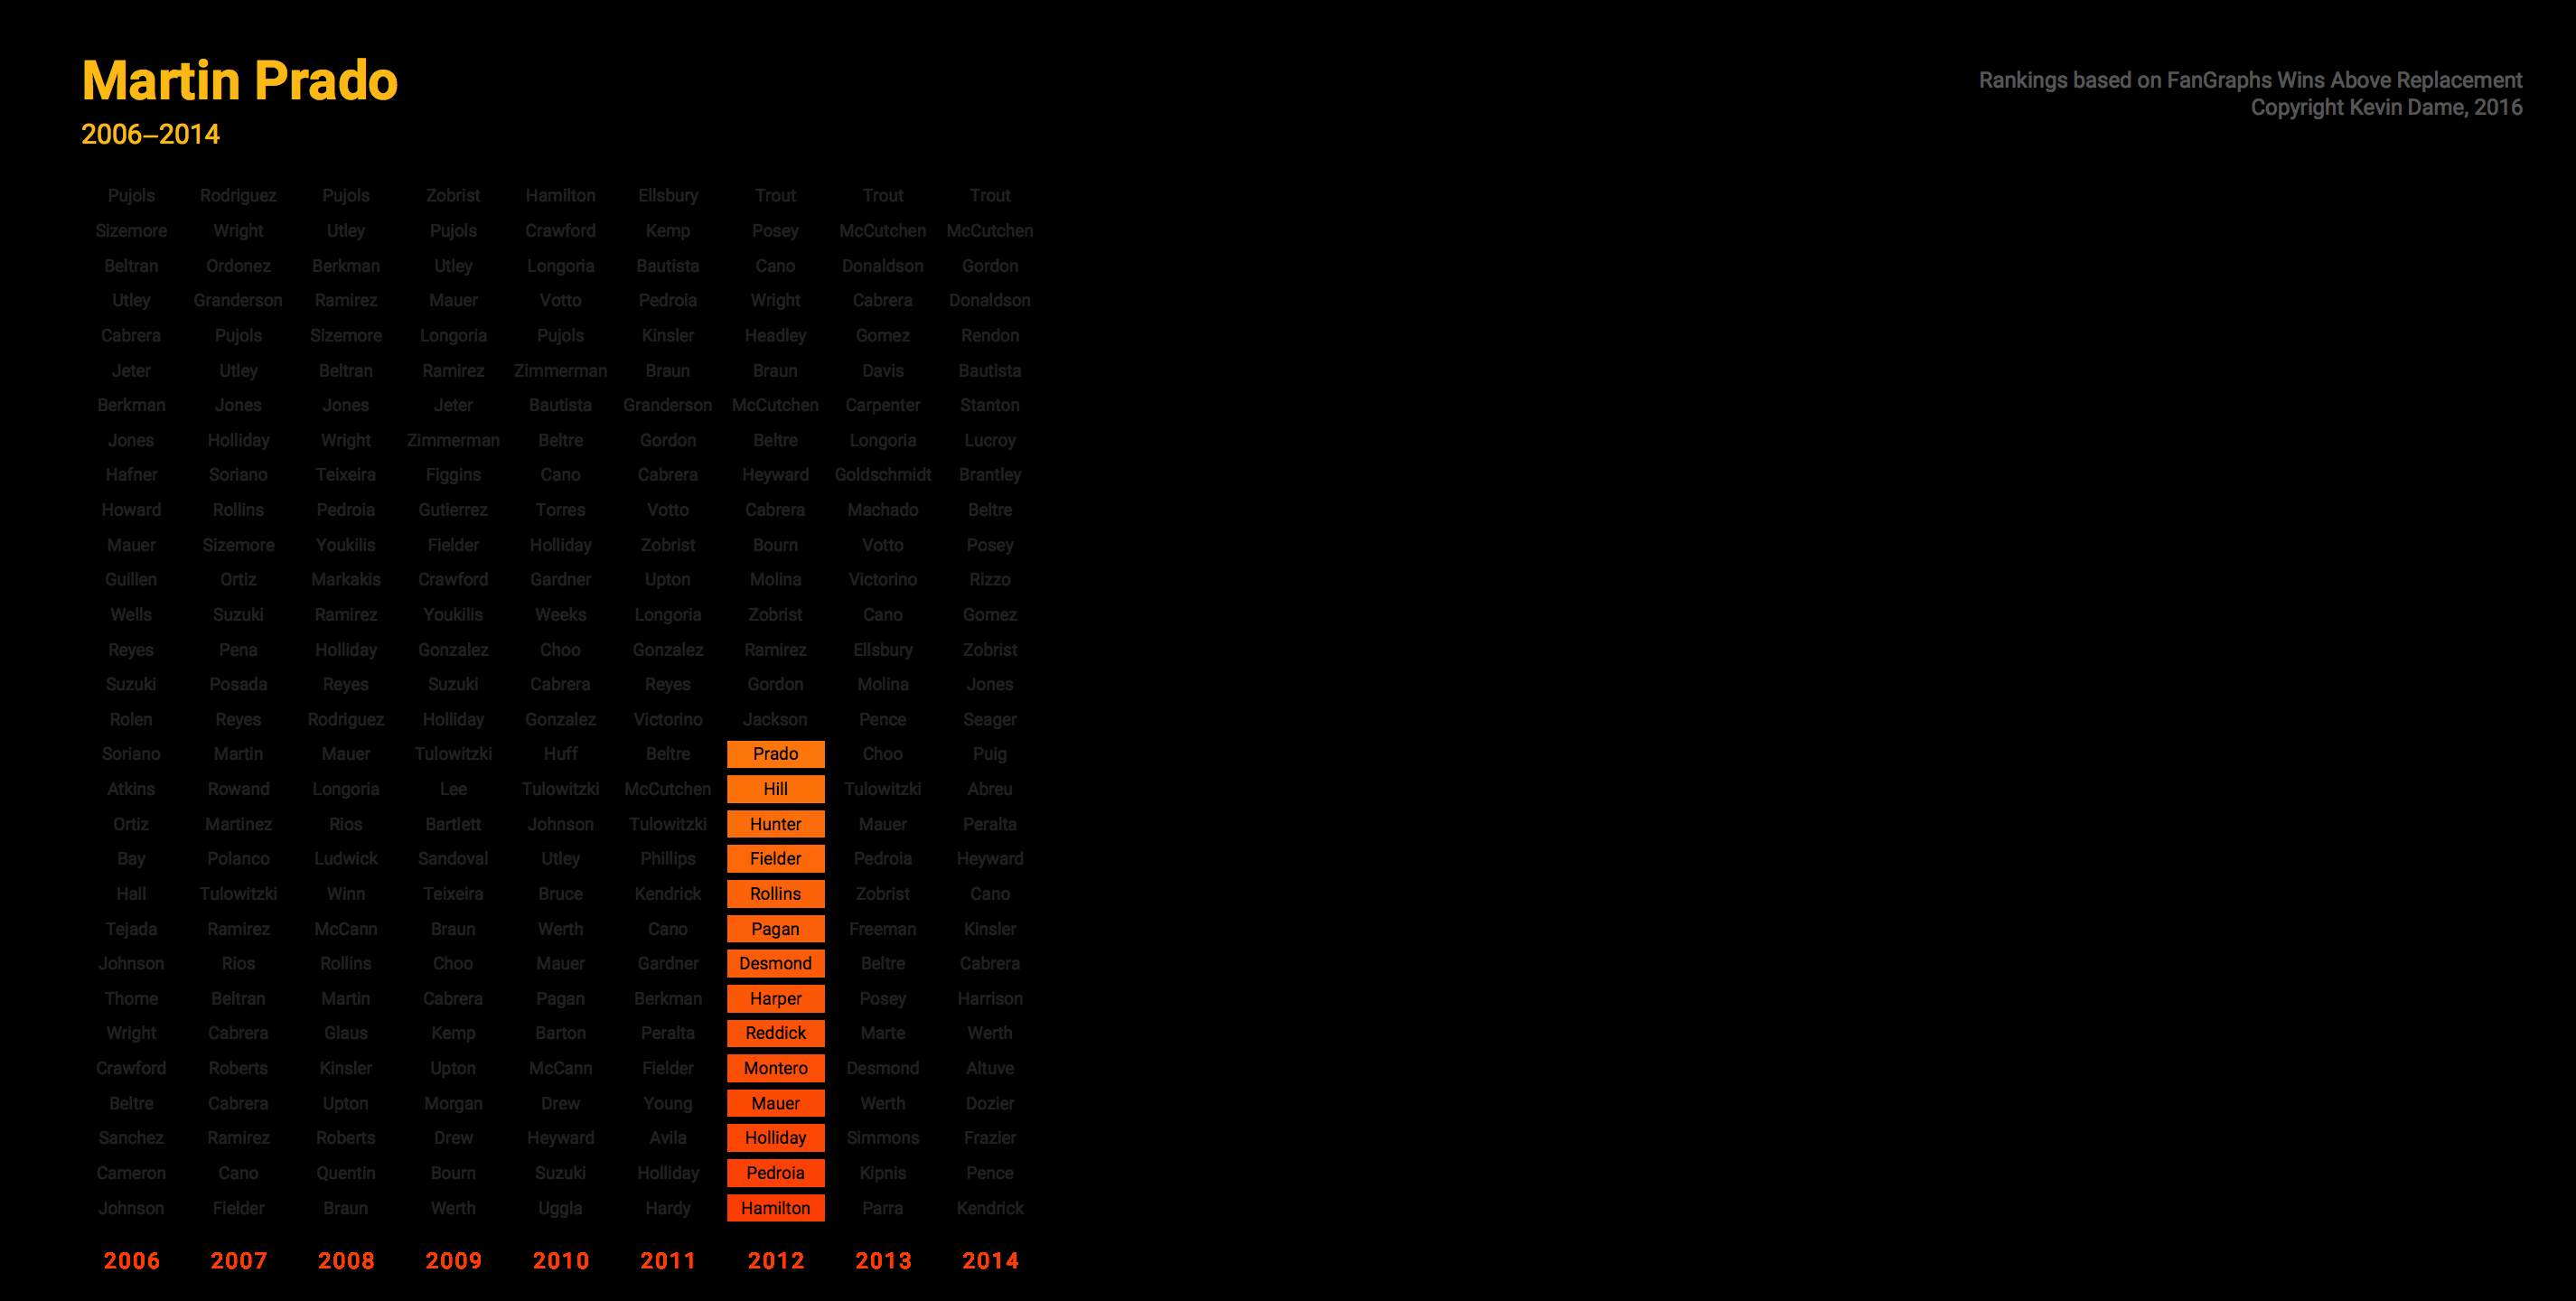 Martin Prado
2006–2014
Rankings based on FanGraphs Wins Above Replacement
Copyright Kevin Dame, 2016
Pujols Rodriguez Pujols Zobrist Hamilton Ellsbury Trout Trout Trout
Sizemore Wright Utley Pujols Crawford Kemp Posey McCutchen McCutchen
Beltran Ordonez Berkman Utley Longoria Bautista Cano Donaldson Gordon
Utley Granderson Ramirez Mauer Votto Pedroia Wright Cabrera Donaldson
Cabrera Pujols Sizemore Longoria Pujols Kinsler Headley Gomez Rendon
Jeter Utley Beltran Ramirez Zimmerman Braun Braun Davis Bautista
Berkman Jones Jones Jeter Bautista Granderson McCutchen Carpenter Stanton
Jones Holliday Wright Zimmerman Beltre Gordon Beltre Longoria Lucroy
Hafner Soriano Teixeira Figgins Cano Cabrera Heyward Goldschmidt Brantley
Howard Rollins Pedroia Gutierrez Torres Votto Cabrera Machado Beltre
Mauer Sizemore Youkilis Fielder Holliday Zobrist Bourn Votto Posey
Guillen Ortiz Markakis Crawford Gardner Upton Molina Victorino Rizzo
Wells Suzuki Ramirez Youkilis Weeks Longoria Zobrist Cano Gomez
Reyes Pena Holliday Gonzalez Choo Gonzalez Ramirez Ellsbury Zobrist
Suzuki Posada Reyes Suzuki Cabrera Reyes Gordon Molina Jones
Rolen Reyes Rodriguez Holliday Gonzalez Victorino Jackson Pence Seager
Soriano Martin Mauer Tulowitzki Huff Beltre Prado Choo Puig
Atkins Rowand Longoria Lee Tulowitzki McCutchen Hill Tulowitzki Abreu
Ortiz Martinez Rios Bartlett Johnson Tulowitzki Hunter Mauer Peralta
Bay Polanco Ludwick Sandoval Utley Phillips Fielder Pedroia Heyward
Hall Tulowitzki Winn Teixeira Bruce Kendrick Rollins Zobrist Cano
Tejada Ramirez McCann Braun Werth Cano Pagan Freeman Kinsler
Johnson Rios Rollins Choo Mauer Gardner Desmond Beltre Cabrera
Thome Beltran Martin Cabrera Pagan Berkman Harper Posey Harrison
Wright Cabrera Glaus Kemp Barton Peralta Reddick Marte Werth
Crawford Roberts Kinsler Upton McCann Fielder Montero Desmond Altuve
Beltre Cabrera Upton Morgan Drew Young Mauer Werth Dozier
Sanchez Ramirez Roberts Drew Heyward Avila Holliday Simmons Frazier
Cameron Cano Quentin Bourn Suzuki Holliday Pedroia Kipnis Pence
Johnson Fielder Braun Werth Uggla Hardy Hamilton Parra Kendrick
2006 2007 2008 2009 2010 2011 2012 2013 2014